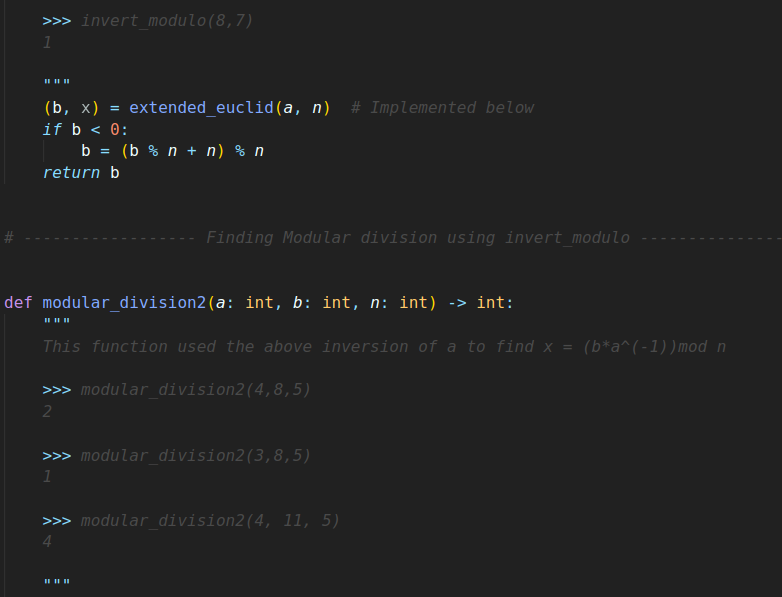 >>> invert_modulo(8,7)
1
"""
(b, x) = extended_euclid(a, n)  # Implemented below
if b < 0:
b = (b % n + n) % n
return b
# ------------------ Finding Modular division using invert_modulo ---------------
def modular_division2(a: int, b: int, n: int) -> int:
"""
This function used the above inversion of a to find x = (b*a^(-1))mod n
>>> modular_division2(4,8,5)
2
>>> modular_division2(3,8,5)
1
>>> modular_division2(4, 11, 5)
4
"""